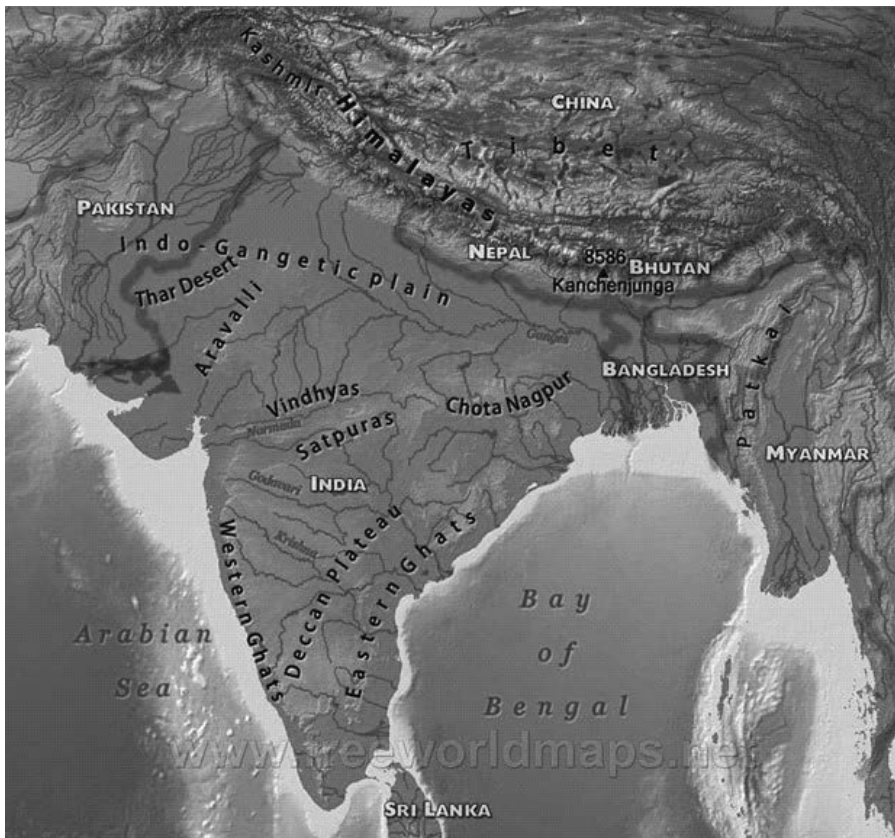 Kashmir
Himalayas
CHINA
Tibet
PAKISTAN
Indo-Gangetic plain
NEPAL
8586
BHUTAN
Kanchenjunga
Thar Desert
Aravalli
Ganges
BANGLADESH
Patkai
Vindhyas
Chota Nagpur
Narmada
Satpuras
MYANMAR
Godavari
INDIA
Krishna
Western Ghats
Deccan Plateau
Eastern Ghats
Arabian
Sea
Bay
of
Bengal
www.freeworldmaps.net
SRI LANKA